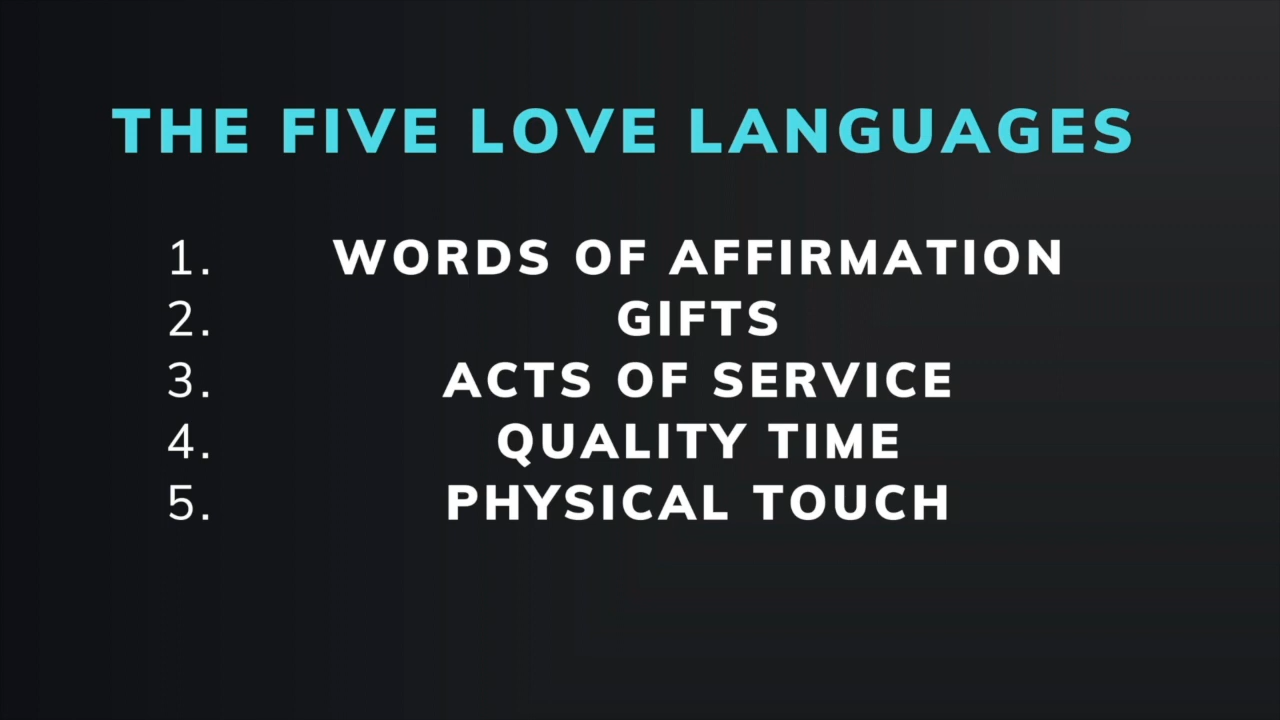 THE FIVE LOVE LANGUAGES
1. WORDS OF AFFIRMATION
2. GIFTS
3. ACTS OF SERVICE
4. QUALITY TIME
5. PHYSICAL TOUCH